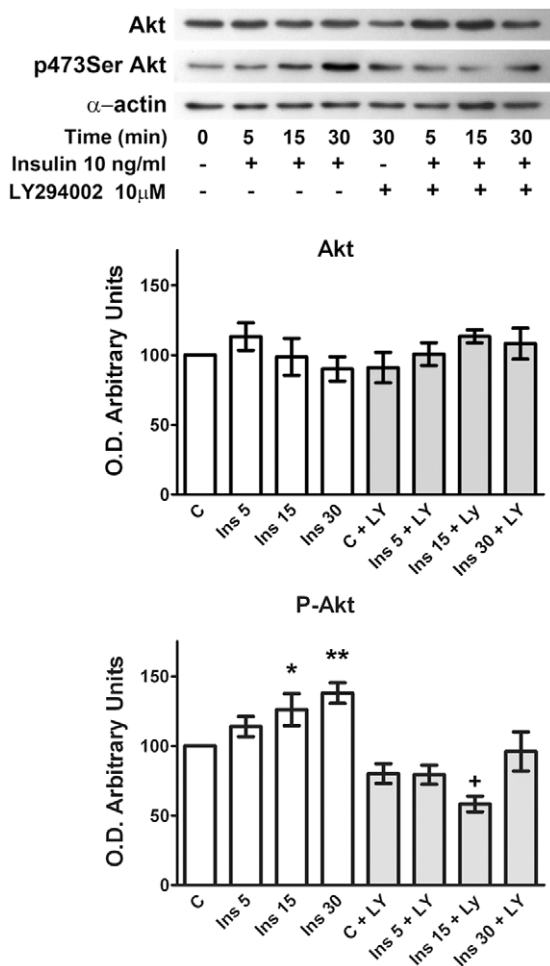 Akt
p473Ser Akt
α–actin
Time (min) 0 5 15 30 30 5 15 30
Insulin 10 ng/ml - + + + - + + +
LY294002 10µM - - - - + + + +
Akt
O.D. Arbitrary Units
150
100
50
0
C Ins 5 Ins 15 Ins 30 C + LY Ins 5 + LY Ins 15 + Ly Ins 30 + LY
P-Akt
O.D. Arbitrary Units
150
100
50
0
* ** +
C Ins 5 Ins 15 Ins 30 C + LY Ins 5 + LY Ins 15 + Ly Ins 30 + LY